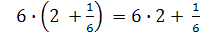 6·(2 + 1/6) = 6·2 + 1/6